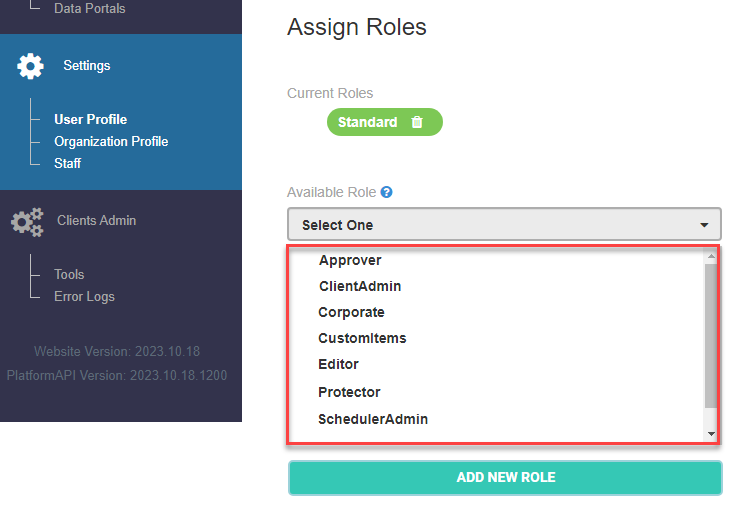 Data Portals
Settings
User Profile
Organization Profile
Staff
Clients Admin
Tools
Error Logs
Website Version: 2023.10.18
PlatformAPI Version: 2023.10.18.1200
Assign Roles
Current Roles
Standard
Available Role ?
Select One
Approver
ClientAdmin
Corporate
CustomItems
Editor
Protector
SchedulerAdmin
ADD NEW ROLE